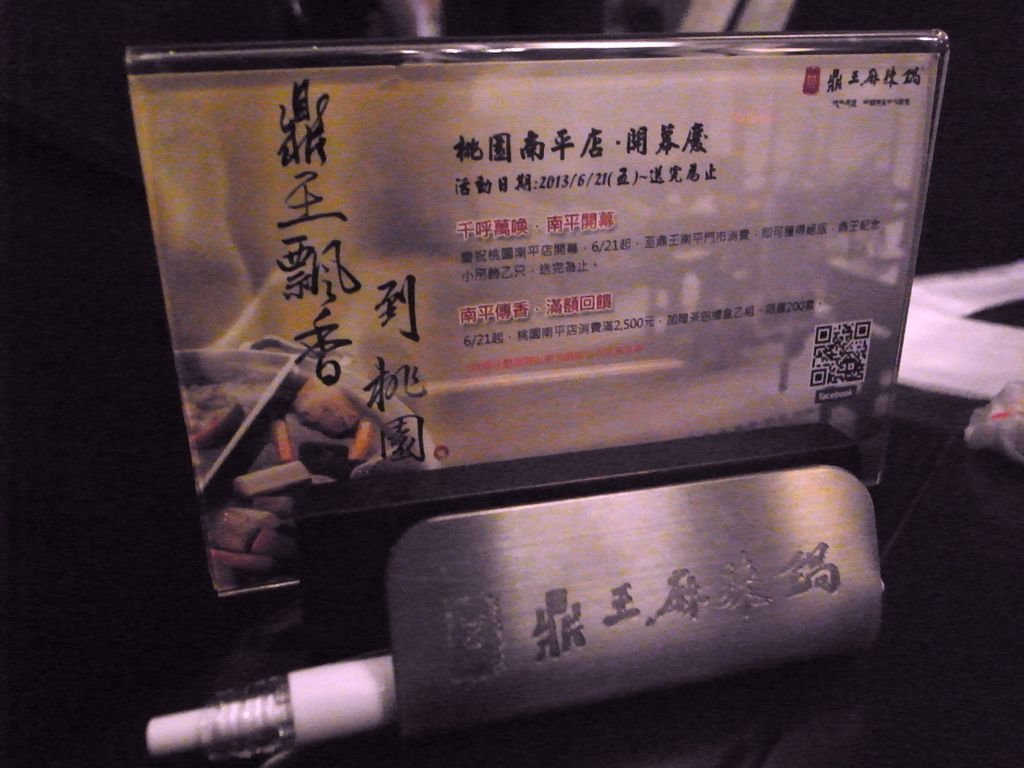 鼎王麻辣鍋
鼎王飄香
到桃園
桃園南平店·開幕慶
活動日期:2013/6/21(五)~送完為止
千呼萬喚,南平開幕
慶祝桃園南平店開幕,6/21起,至鼎王南平門市消費,即可獲得絕版,鼎王紀念
小吊飾乙只,送完為止。
南平傳香,滿額回饋
6/21起,桃園南平店消費滿2,500元,加贈茶包禮盒乙組,限量200套。
facebook
鼎王麻辣鍋